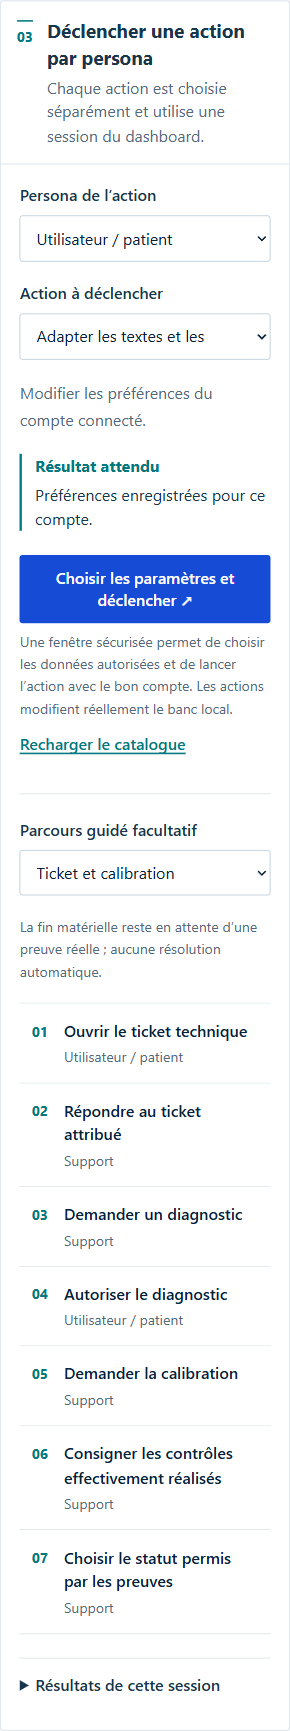 03
Déclencher une action
par persona
Chaque action est choisie
séparément et utilise une
session du dashboard.
Persona de l'action
Utilisateur / patient
Action à déclencher
Adapter les textes et les
Modifier les préférences du
compte connecté.
Résultat attendu
Préférences enregistrées pour ce
compte.
Choisir les paramètres et
déclencher ↗
Une fenêtre sécurisée permet de choisir
les données autorisées et de lancer
l'action avec le bon compte. Les actions
modifient réellement le banc local.
Recharger le catalogue
Parcours guidé facultatif
Ticket et calibration
La fin matérielle reste en attente d'une
preuve réelle ; aucune résolution
automatique.
01 Ouvrir le ticket technique
Utilisateur / patient
02 Répondre au ticket
attribué
Support
03 Demander un diagnostic
Support
04 Autoriser le diagnostic
Utilisateur / patient
05 Demander la calibration
Support
06 Consigner les contrôles
effectivement réalisés
Support
07 Choisir le statut permis
par les preuves
Support
▶ Résultats de cette session